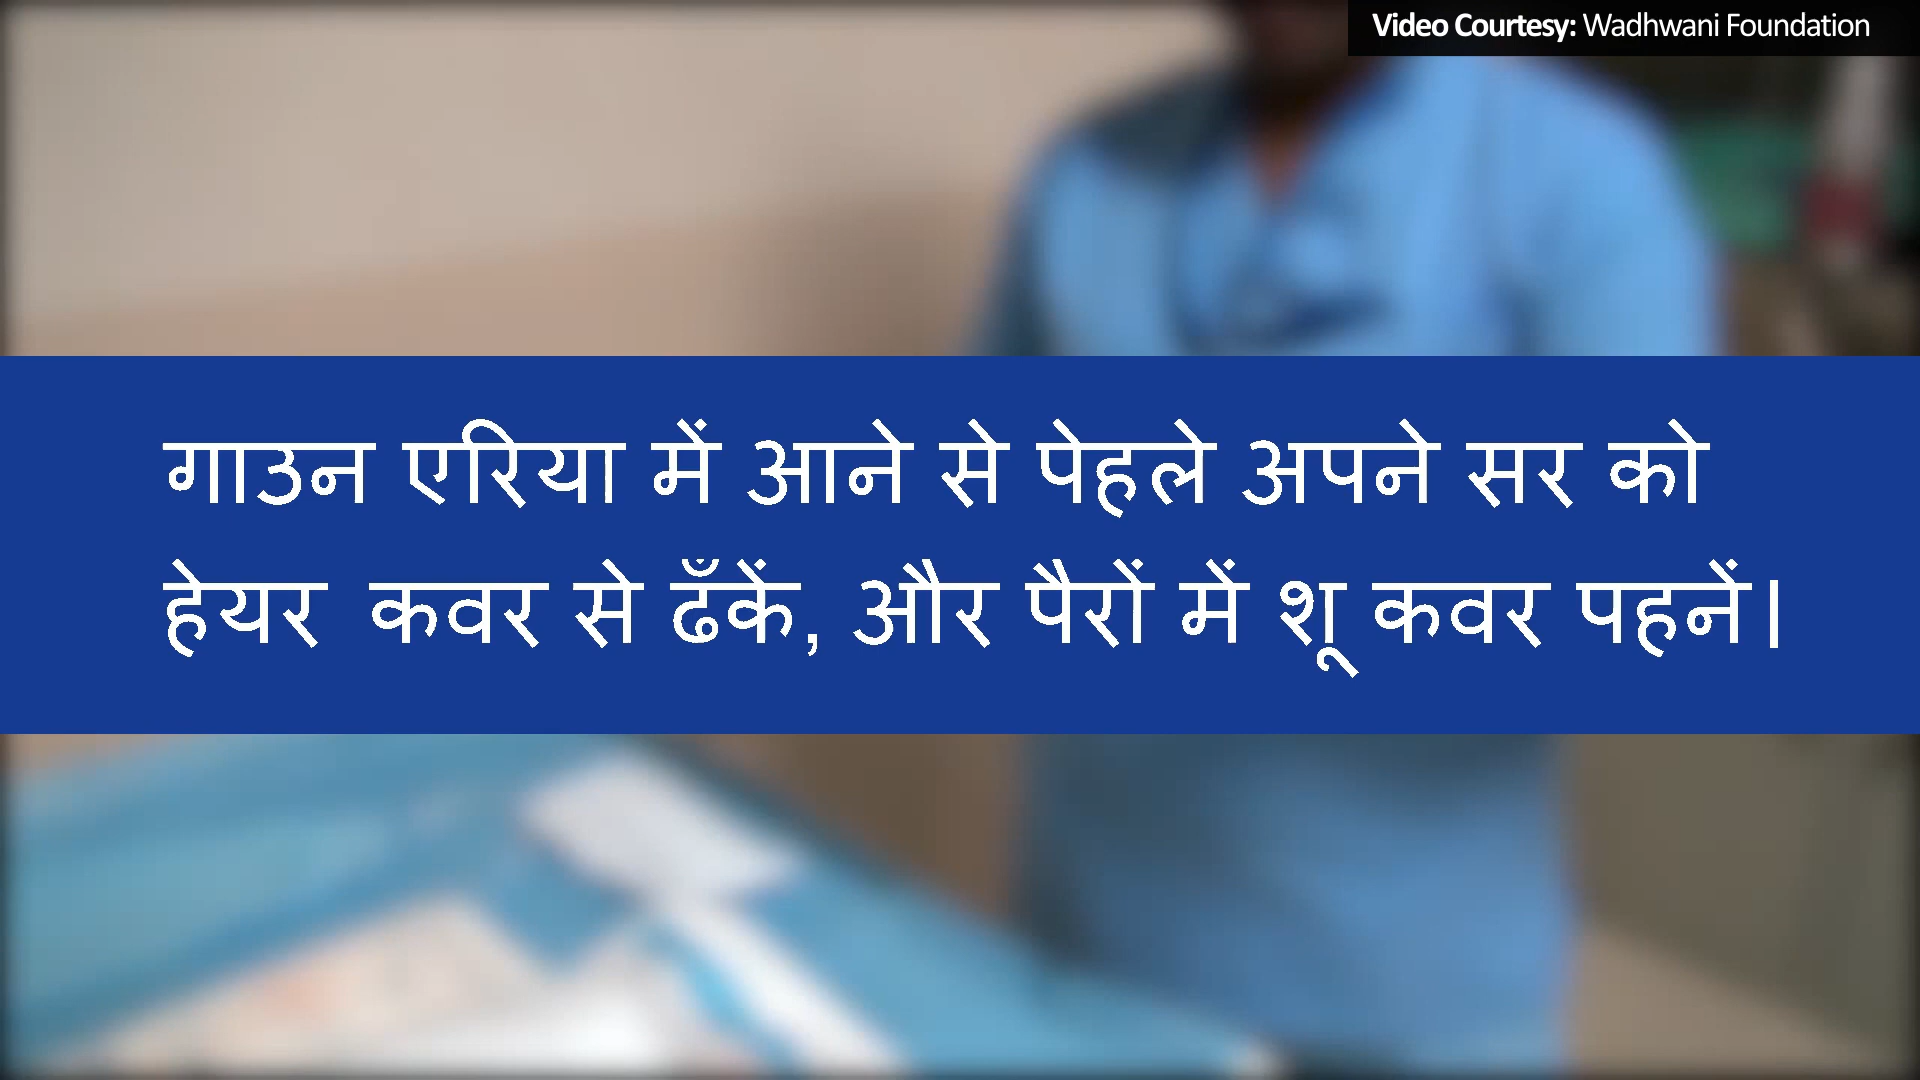 Video Courtesy: Wadhwani Foundation
गाउन एरिया में आने से पेहले अपने सर को
हेयर कवर से ढँकें, और पैरों में शू कवर पहनें।